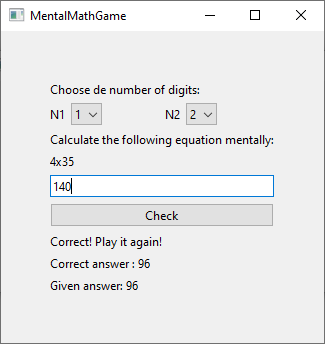 MentalMathGame
Choose de number of digits:
N1 1 N2 2
Calculate the following equation mentally:
4x35
140
Check
Correct! Play it again!
Correct answer : 96
Given answer: 96